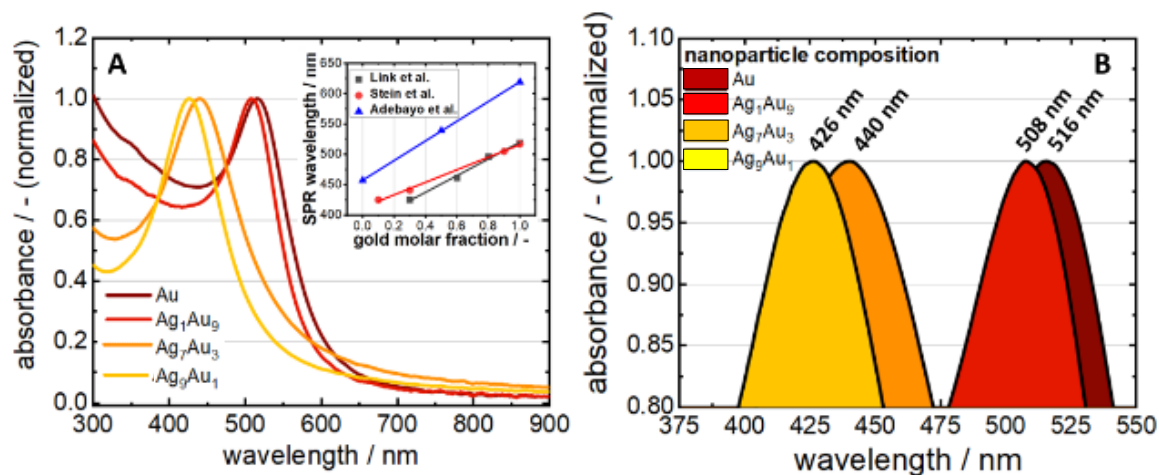 A
absorbance / - (normalized)
1.2
1.0
0.8
0.6
0.4
0.2
0.0
300 400 500 600 700 800 900
wavelength / nm
Au
Ag₁Au₉
Ag₇Au₃
Ag₉Au₁
SPR wavelength / nm
650
600
550
500
450
400
Link et al.
Stein et al.
Adebayo et al.
0.0 0.2 0.4 0.6 0.8 1.0
gold molar fraction / -
B
absorbance / - (normalized)
1.10
1.05
1.00
0.95
0.90
0.85
0.80
nanoparticle composition
Au
Ag₁Au₉
Ag₇Au₃
Ag₉Au₁
426 nm
440 nm
508 nm
516 nm
375 400 425 450 475 500 525 550
wavelength / nm